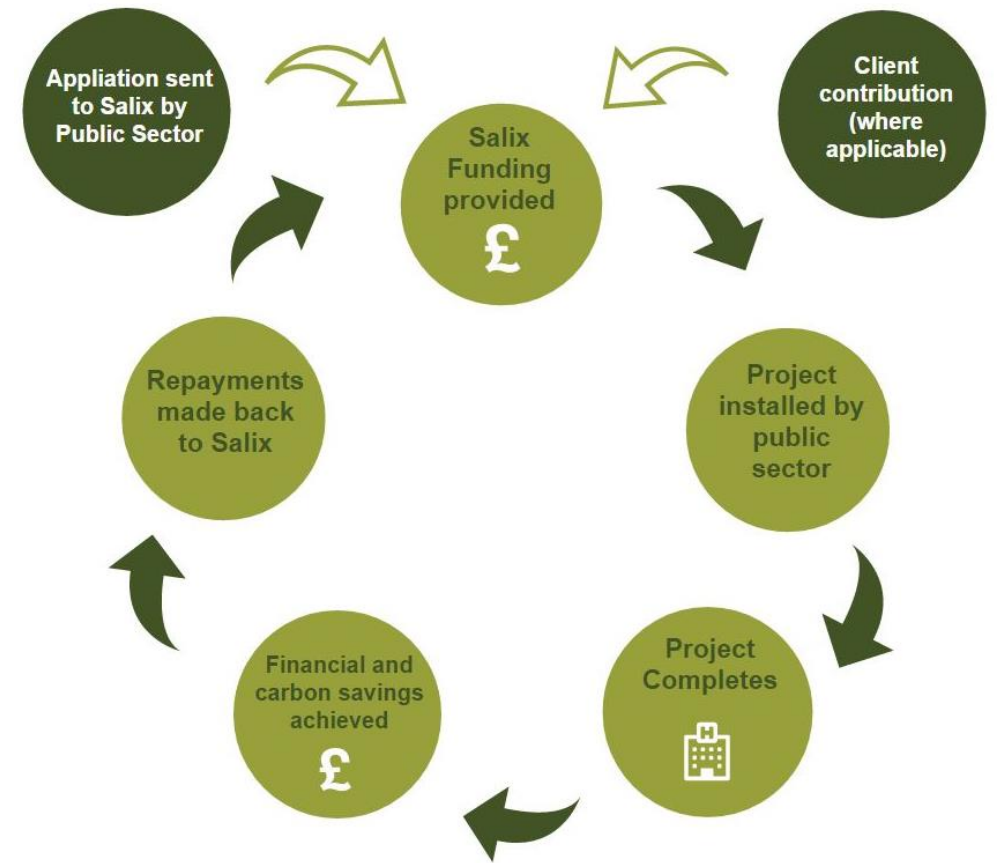 Appliation sent
to Salix by
Public Sector
Client
contribution
(where
applicable)
Salix
Funding
provided
£
Project
installed by
public
sector
Project
Completes
H
Financial and
carbon savings
achieved
£
Repayments
made back
to Salix